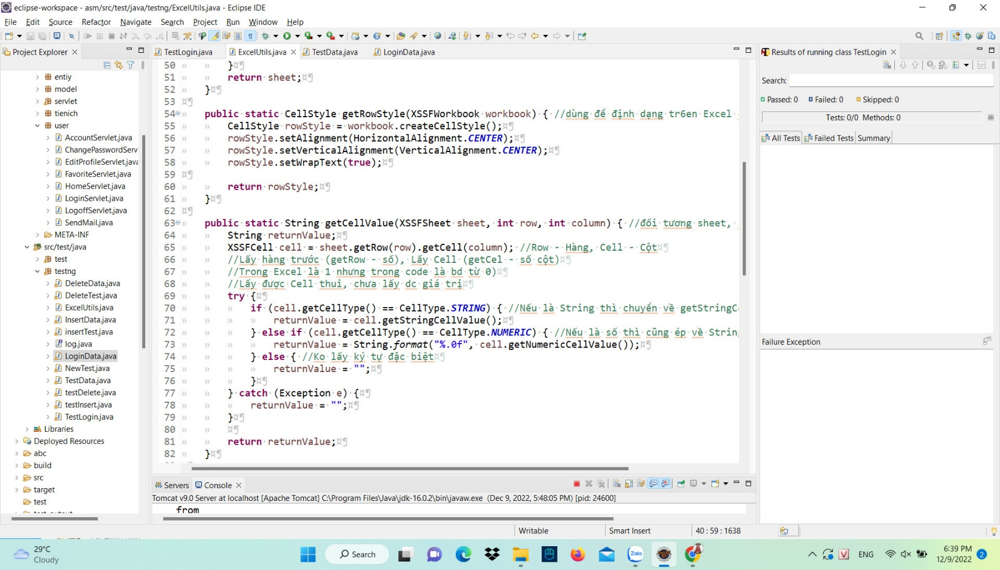 eclipse-workspace - asm/src/test/java/testng/ExcelUtils.java - Eclipse IDE
File Edit Source Refactor Navigate Search Project Run Window Help
Project Explorer
entiy
model
servlet
tienich
user
AccountServlet.java
ChangePasswordServ
EditProfileServlet.java
FavoriteServlet.java
HomeServlet.java
LoginServlet.java
LogoffServlet.java
SendMail.java
META-INF
src/test/java
test
testng
DeleteData.java
DeleteTest.java
ExcelUtils.java
InsertData.java
insertTest.java
log.java
LoginData.java
NewTest.java
TestData.java
testDelete.java
testInsert.java
TestLogin.java
Libraries
Deployed Resources
abc
build
src
target
test
TestLogin.java ExcelUtils.java TestData.java LoginData.java
50 }
51 return sheet;
52 }
53
54 public static CellStyle getRowStyle(XSSFWorkbook workbook) { //dùng để định dạng tr6en Excel
55 CellStyle rowStyle = workbook.createCellStyle();
56 rowStyle.setAlignment(HorizontalAlignment.CENTER);
57 rowStyle.setVerticalAlignment(VerticalAlignment.CENTER);
58 rowStyle.setWrapText(true);
59
60 return rowStyle;
61 }
62
63 public static String getCellValue(XSSFSheet sheet, int row, int column) { //đối tương sheet,
64 String returnValue;
65 XSSFCell cell = sheet.getRow(row).getCell(column); //Row - Hàng, Cell - Cột
66 //Lấy hàng trước (getRow - số), Lấy Cell (getCel - số cột)
67 //Trong Excel là 1 nhưng trong code là bd từ 0)
68 //Lấy được Cell thui, chưa lấy dc giá trị
69 try {
70 if (cell.getCellType() == CellType.STRING) { //Nếu là String thì chuyển về getStringC
71 returnValue = cell.getStringCellValue();
72 } else if (cell.getCellType() == CellType.NUMERIC) { //Nếu là số thì cũng ép về Strin
73 returnValue = String.format("%.0f", cell.getNumericCellValue());
74 } else { //Ko lấy ký tự đặc biệt
75 returnValue = "";
76 }
77 } catch (Exception e) {
78 returnValue = "";
79 }
80
81 return returnValue;
82 }
Servers Console
Tomcat v9.0 Server at localhost [Apache Tomcat] C:\Program Files\Java\jdk-16.0.2\bin\javaw.exe (Dec 9, 2022, 5:48:05 PM) [pid: 24600]
from
Results of running class TestLogin
Search:
Passed: 0 Failed: 0 Skipped: 0
Tests: 0/0 Methods: 0
All Tests Failed Tests Summary
Failure Exception
Writable Smart Insert 40 : 59 : 1638
29°C
Cloudy
Search
Zalo
ENG
6:39 PM
12/9/2022
2